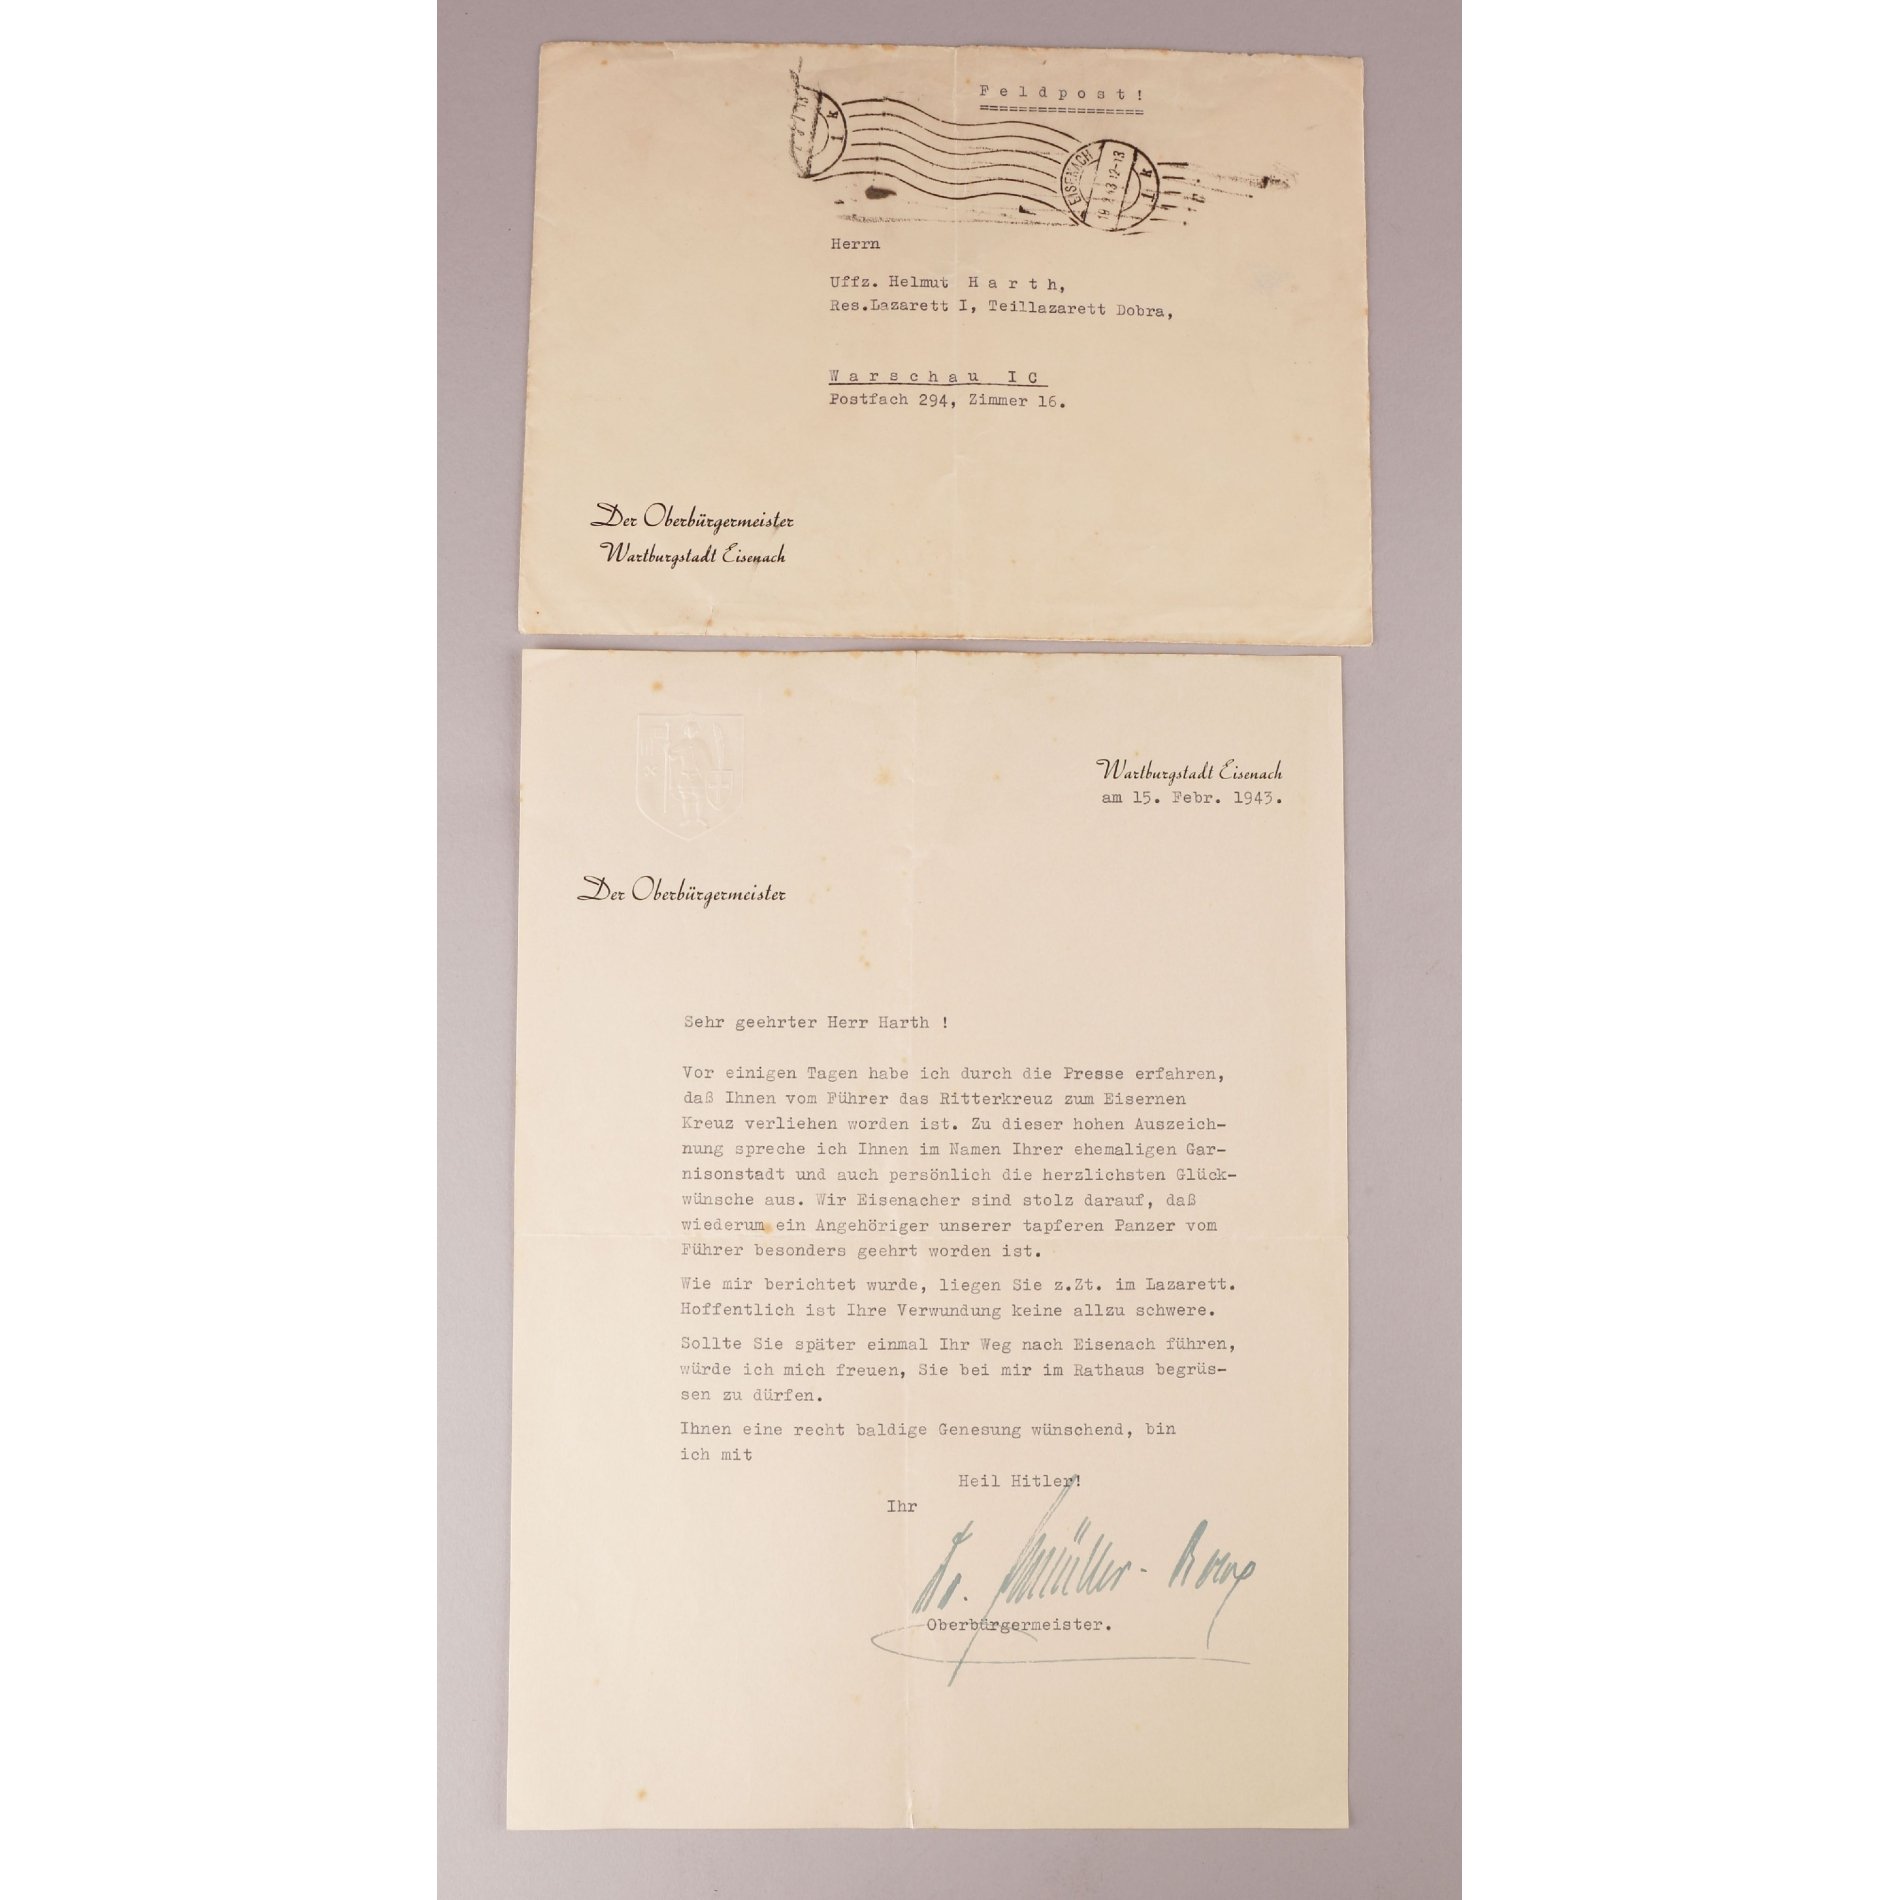 Feldpost!
EISENACH
12-13
k
1
k
Herrn
Uffz. Helmut Harth,
Res.Lazarett I, Teillazarett Dobra,
Warschau IC
Postfach 294, Zimmer 16.
Der Oberbürgermeister
Wartburgstadt Eisenach
Wartburgstadt Eisenach
am 15. Febr. 1943.
Der Oberbürgermeister
Sehr geehrter Herr Harth !
Vor einigen Tagen habe ich durch die Presse erfahren,
daß Ihnen vom Führer das Ritterkreuz zum Eisernen
Kreuz verliehen worden ist. Zu dieser hohen Auszeich-
nung spreche ich Ihnen im Namen Ihrer ehemaligen Gar-
nisonstadt und auch persönlich die herzlichsten Glück-
wünsche aus. Wir Eisenacher sind stolz darauf, daß
wiederum ein Angehöriger unserer tapferen Panzer vom
Führer besonders geehrt worden ist.
Wie mir berichtet wurde, liegen Sie z.Zt. im Lazarett.
Hoffentlich ist Ihre Verwundung keine allzu schwere.
Sollte Sie später einmal Ihr Weg nach Eisenach führen,
würde ich mich freuen, Sie bei mir im Rathaus begrüs-
sen zu dürfen.
Ihnen eine recht baldige Genesung wünschend, bin
ich mit
Heil Hitler!
Ihr
Dr. Müller-
Oberbürgermeister.